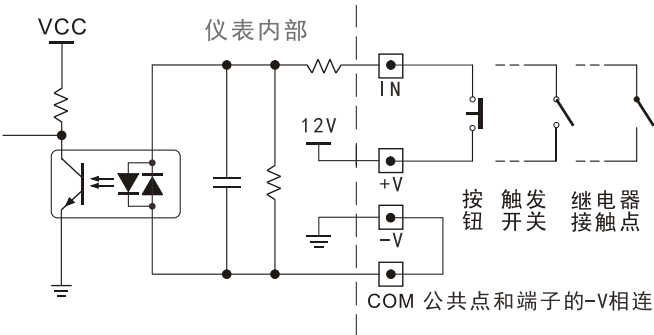 VCC
仪表内部
IN
12V
+V
-V
按钮
触发开关
继电器接触点
COM 公共点和端子的-V相连